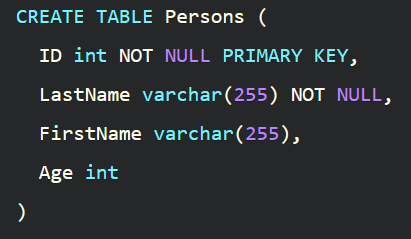 CREATE TABLE Persons (
ID int NOT NULL PRIMARY KEY,
LastName varchar(255) NOT NULL,
FirstName varchar(255),
Age int
)